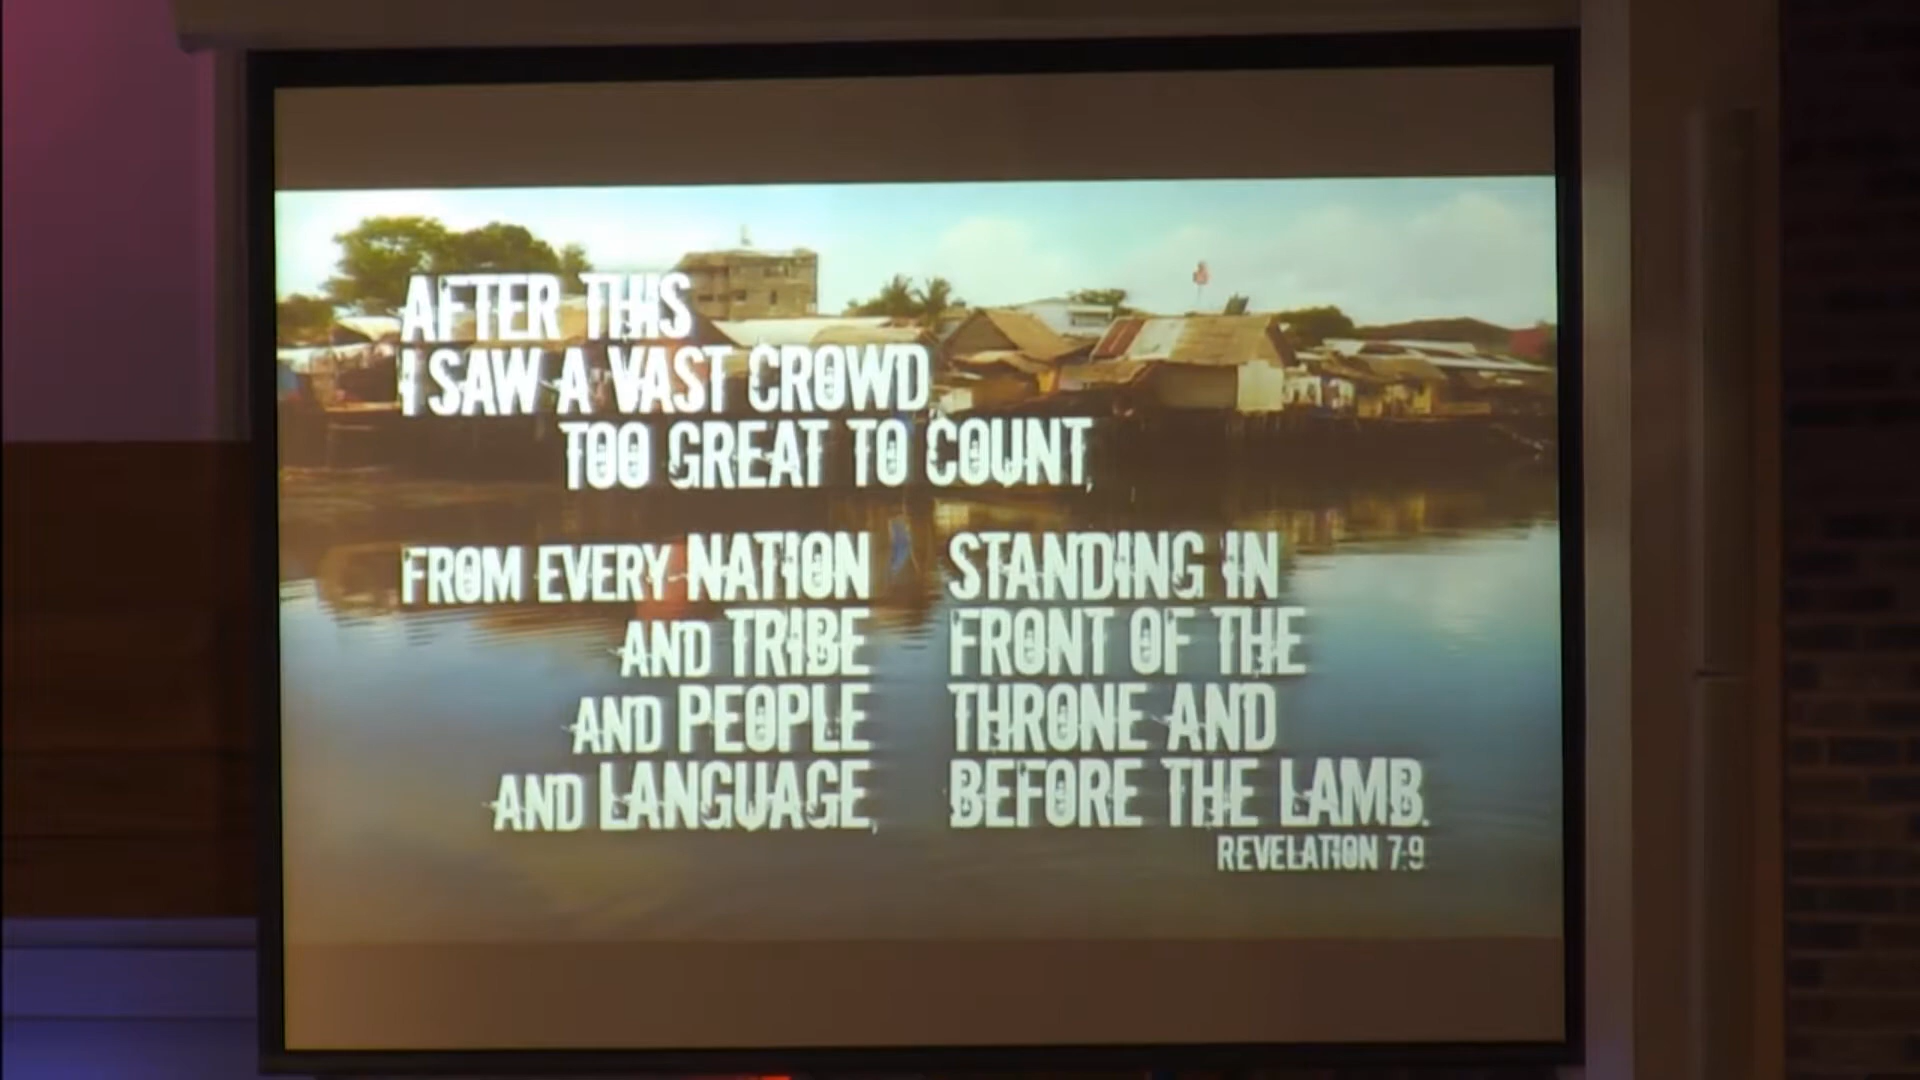 AFTER THIS
I SAW A VAST CROWD,
TOO GREAT TO COUNT,
FROM EVERY NATION
AND TRIBE
AND PEOPLE
AND LANGUAGE,
STANDING IN
FRONT OF THE
THRONE AND
BEFORE THE LAMB.
REVELATION 7:9